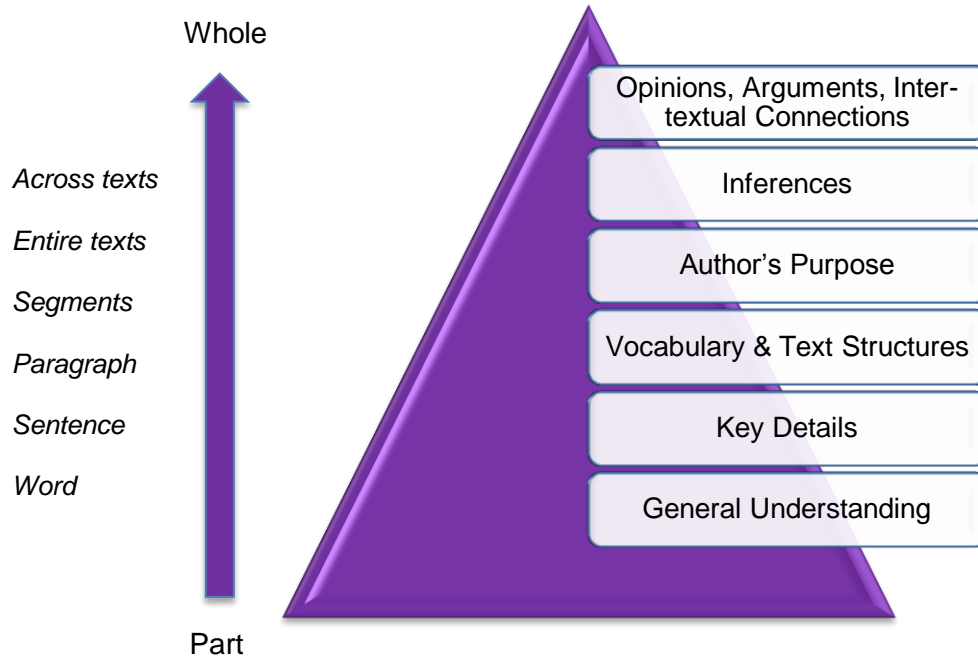 Whole
Across texts
Entire texts
Segments
Paragraph
Sentence
Word
Part
Opinions, Arguments, Inter-
textual Connections
Inferences
Author’s Purpose
Vocabulary & Text Structures
Key Details
General Understanding